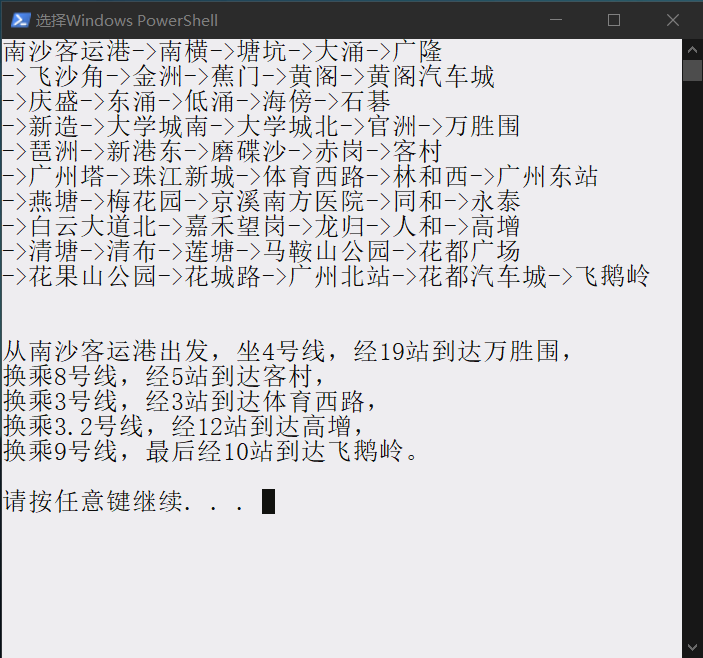 选择Windows PowerShell
南沙客运港->南横->塘坑->大涌->广隆
->飞沙角->金洲->蕉门->黄阁->黄阁汽车城
->庆盛->东涌->低涌->海傍->石碁
->新造->大学城南->大学城北->官洲->万胜围
->琶洲->新港东->磨碟沙->赤岗->客村
->广州塔->珠江新城->体育西路->林和西->广州东站
->燕塘->梅花园->京溪南方医院->同和->永泰
->白云大道北->嘉禾望岗->龙归->人和->高增
->清塘->清布->莲塘->马鞍山公园->花都广场
->花果山公园->花城路->广州北站->花都汽车城->飞鹅岭
从南沙客运港出发，坐4号线，经19站到达万胜围，
换乘8号线，经5站到达客村，
换乘3号线，经3站到达体育西路，
换乘3.2号线，经12站到达高增，
换乘9号线，最后经10站到达飞鹅岭。
请按任意键继续. . .